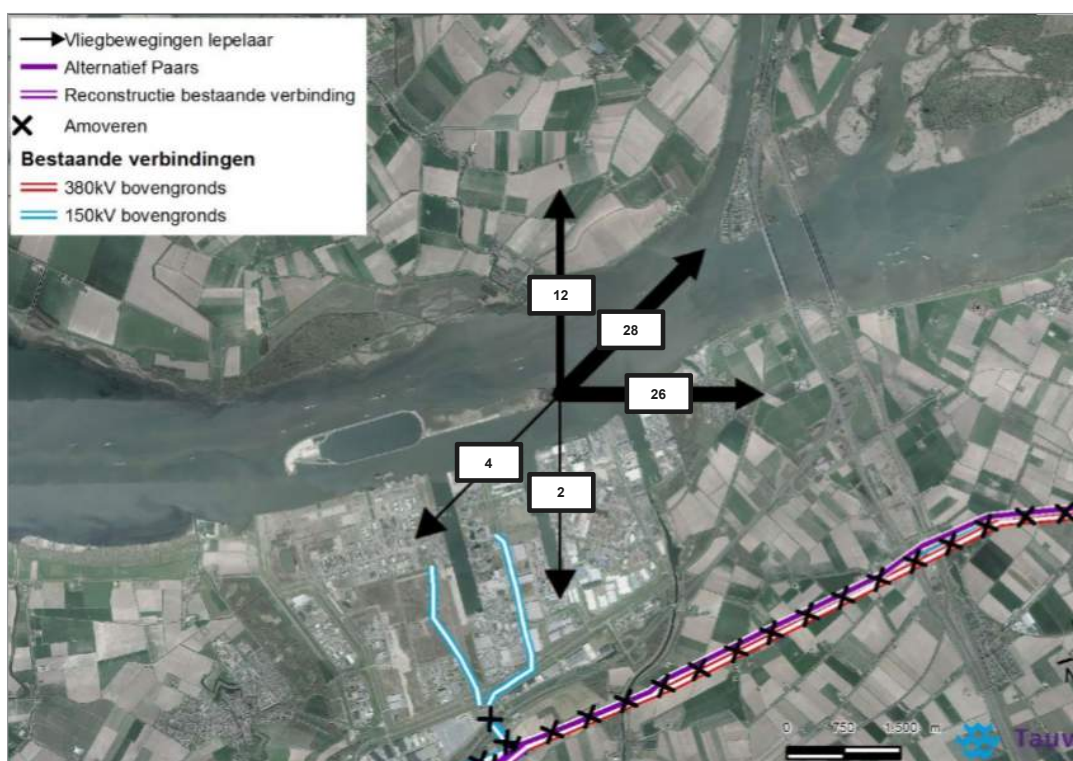 Vliegbewegingen lepelaar
Alternatief Paars
Reconstructie bestaande verbinding
Amoveren
Bestaande verbindingen
380kV bovengronds
150kV bovengronds
12
28
26
4
2
N
0 750 1.500 m
Tauw